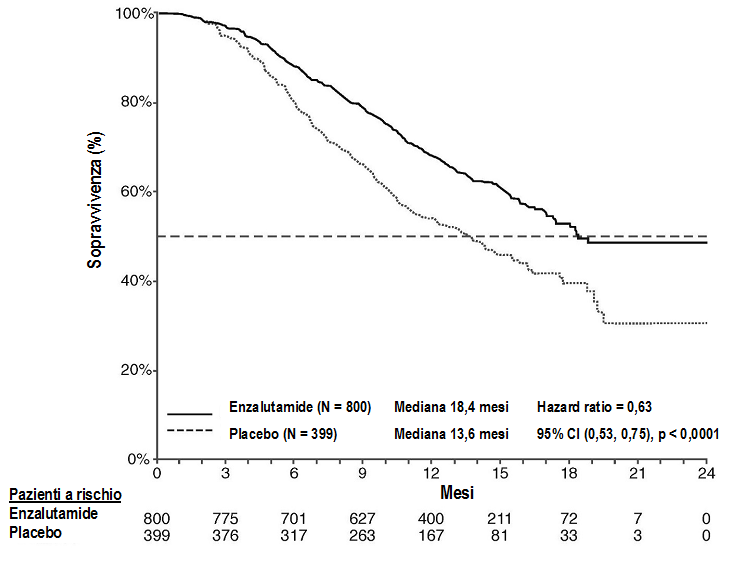 100%
80%
60%
40%
20%
0%
Sopravvivenza (%)
Enzalutamide (N = 800) Mediana 18,4 mesi Hazard ratio = 0,63
Placebo (N = 399) Mediana 13,6 mesi 95% CI (0,53, 0,75), p < 0,0001
0 3 6 9 12 15 18 21 24
Mesi
Pazienti a rischio
Enzalutamide 800 775 701 627 400 211 72 7 0
Placebo 399 376 317 263 167 81 33 3 0